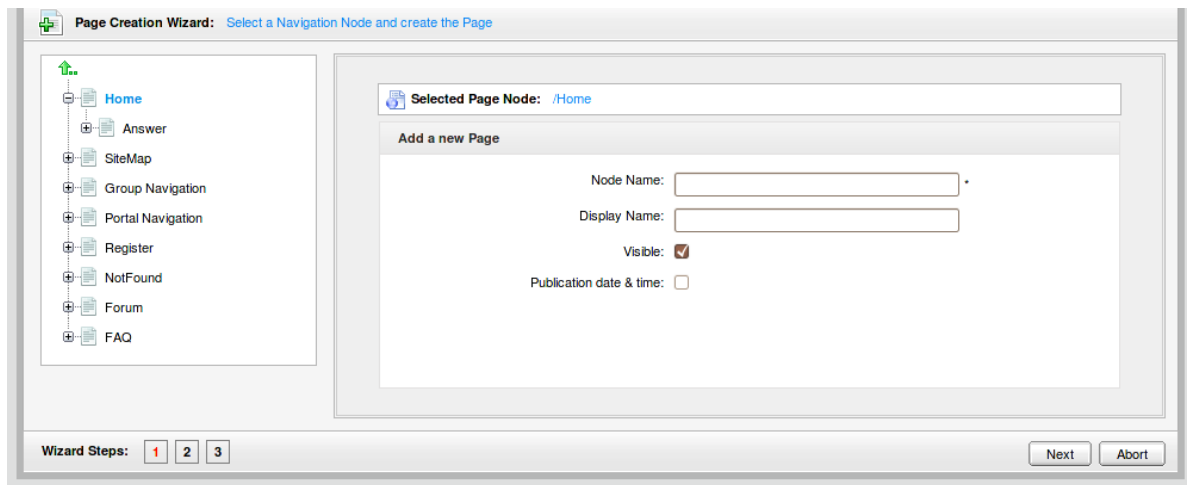 Page Creation Wizard: Select a Navigation Node and create the Page
Home
Answer
SiteMap
Group Navigation
Portal Navigation
Register
NotFound
Forum
FAQ
Selected Page Node: /Home
Add a new Page
Node Name: *
Display Name:
Visible:
Publication date & time:
Wizard Steps: 1 2 3
Next Abort